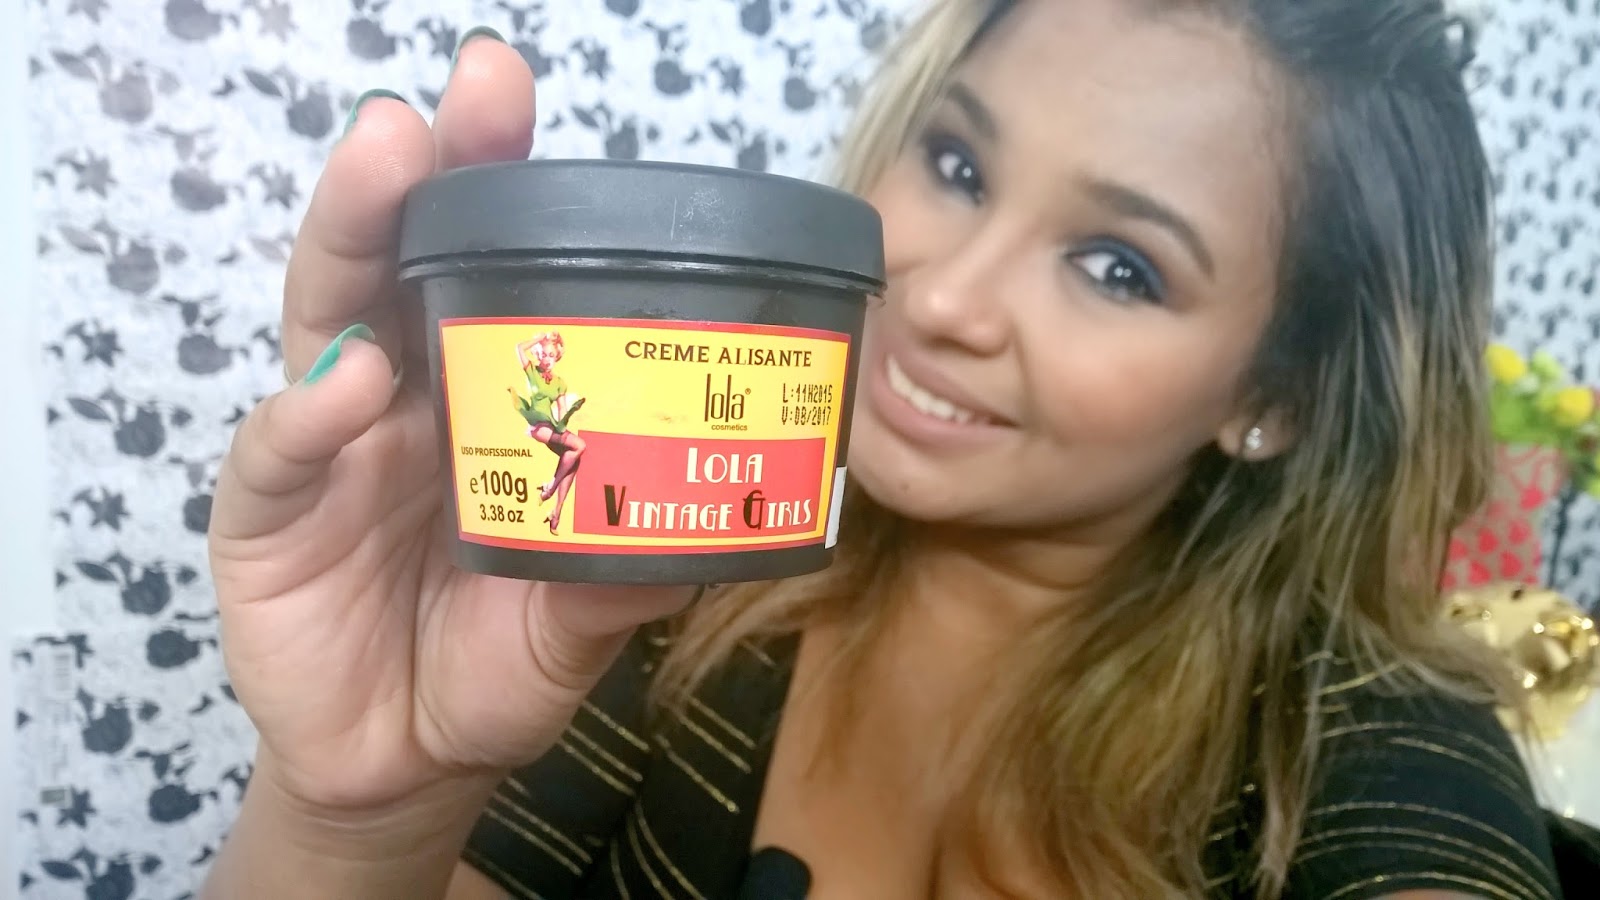 CREME ALISANTE
lola®
cosmetics
L:11H2015
V:08/2017
USO PROFISSIONAL
e100g
3.38 oz
LOLA
VINTAGE GIRLS